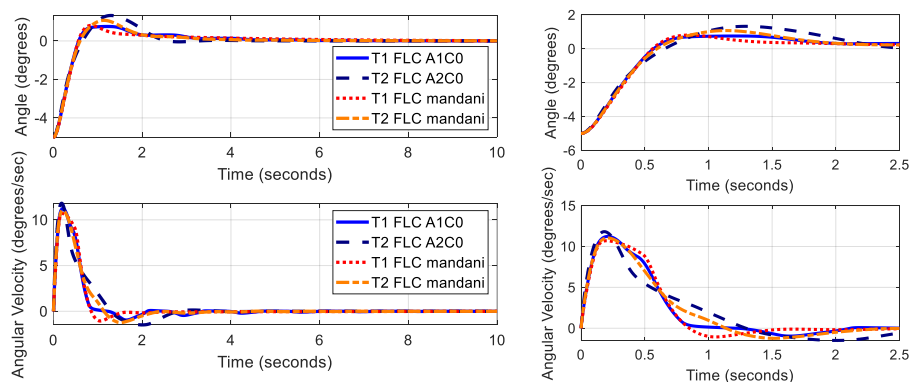 Angle (degrees)
0
-2
-4
0
2
4
6
8
10
Time (seconds)
T1 FLC A1C0
T2 FLC A2C0
T1 FLC mandani
T2 FLC mandani
Angle (degrees)
2
0
-2
-4
-6
0
0.5
1
1.5
2
2.5
Time (seconds)
Angular Velocity (degrees/sec)
10
5
0
0
2
4
6
8
10
Time (seconds)
T1 FLC A1C0
T2 FLC A2C0
T1 FLC mandani
T2 FLC mandani
Angular Velocity (degrees/sec)
15
10
5
0
0
0.5
1
1.5
2
2.5
Time (seconds)